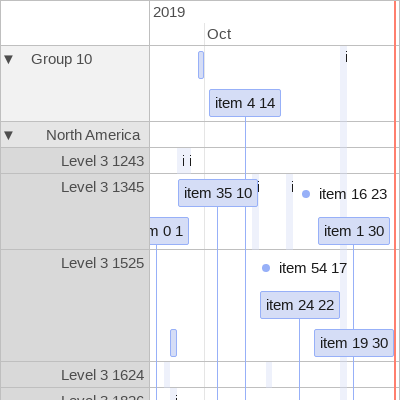 2019
Oct
▼ Group 10
i
item 4 14
▼ North America
Level 3 1243
i i
Level 3 1345
item 35 10
i
i
item 16 23
m 0 1
item 1 30
Level 3 1525
item 54 17
item 24 22
item 19 30
Level 3 1624
i